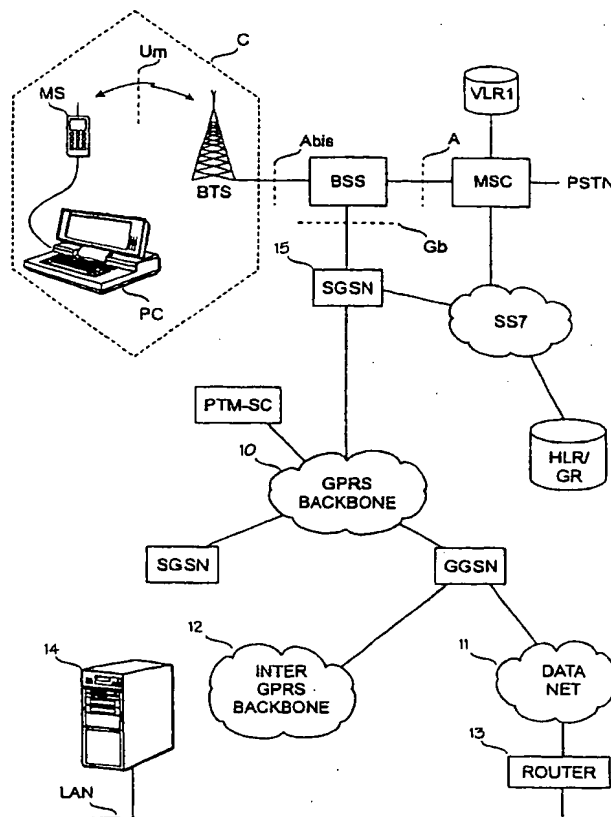 C
Um
MS
VLR1
Abis
A
BTS
BSS
MSC
PSTN
Gb
15
SGSN
PC
SS7
PTM-SC
10
GPRS
BACKBONE
HLR/
GR
SGSN
GGSN
12
11
14
INTER
GPRS
BACKBONE
DATA
NET
13
ROUTER
LAN